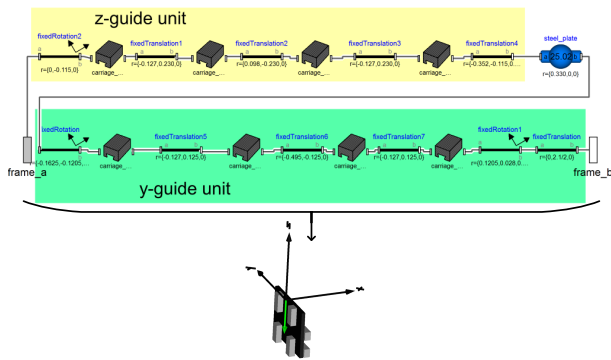 z-guide unit
fixedRotation2
fixedTranslation1
fixedTranslation2
fixedTranslation3
fixedTranslation4
steel_plate
a b a b a b a b
25.02
a b
r={0,-0.115,0}
carriage_...
r={-0.127,0.230,0}
carriage_...
r={0.098,-0.230,0}
carriage_...
r={-0.127,0.230,0}
carriage_...
r={-0.352,-0.115,0....
r={0.330,0,0}
fixedRotation
fixedTranslation5
fixedTranslation6
fixedTranslation7
fixedRotation1
fixedTranslation
frame_a
r={-0.1625,-0.1205,...
carriage_...
r={-0.127,0.125,0}
carriage_...
r={-0.495,-0.125,0}
carriage_...
r={-0.127,0.125,0}
carriage_...
r={0.1205,0.028,0....
r={0,2.1/2,0}
frame_b
y-guide unit
z
y
x